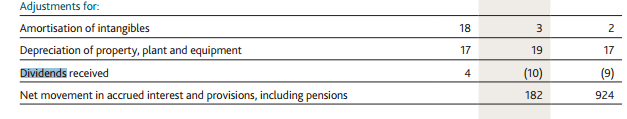 Adjustments for:
Amortisation of intangibles 18 3 2
Depreciation of property, plant and equipment 17 19 17
Dividends received 4 (10) (9)
Net movement in accrued interest and provisions, including pensions 182 924